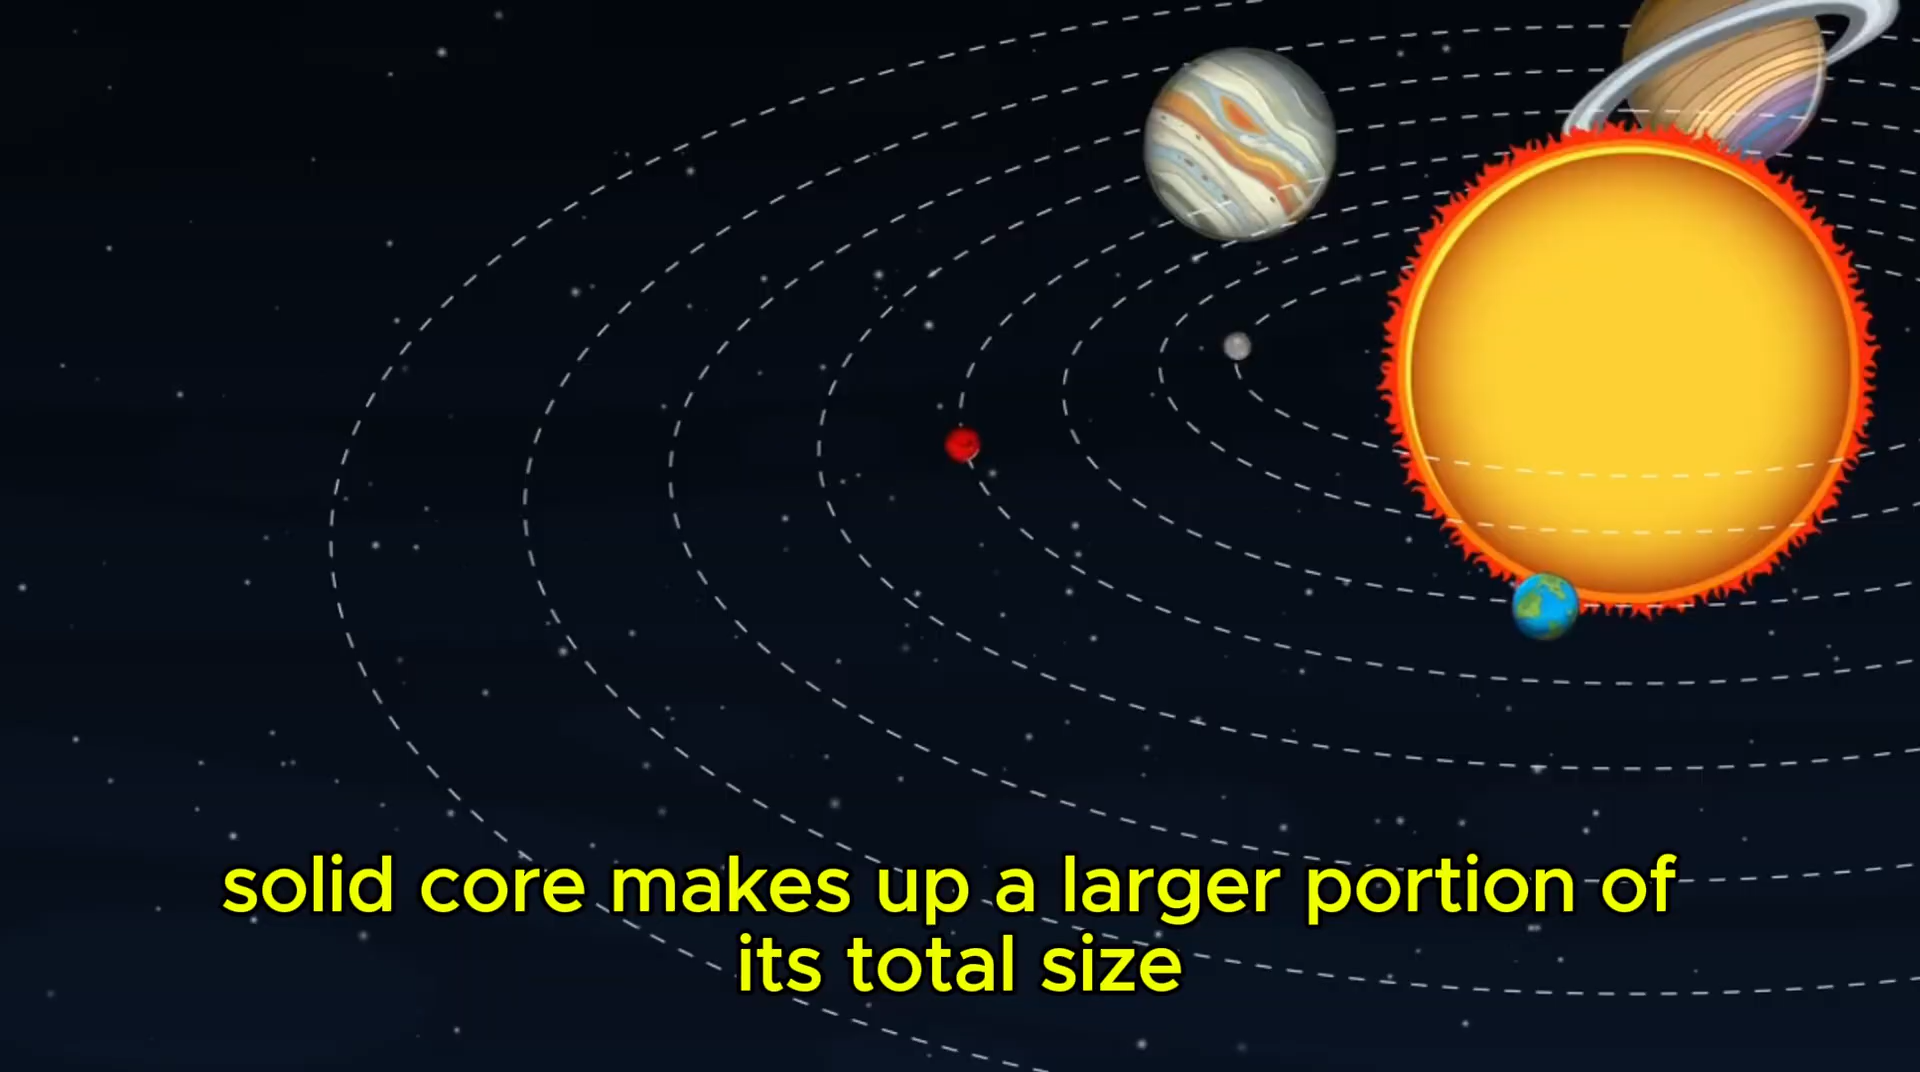 solid core makes up a larger portion of
its total size